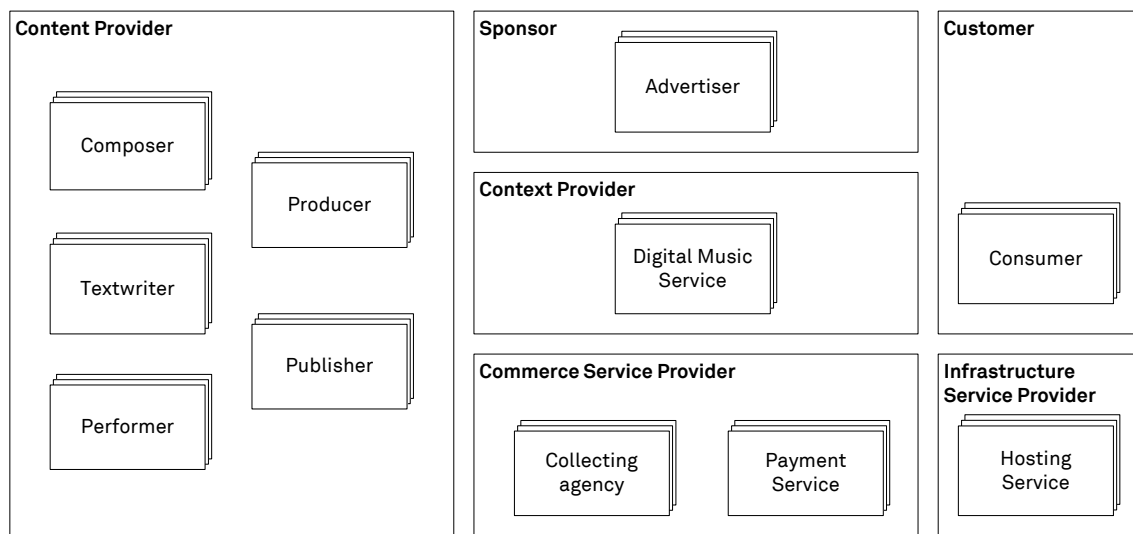 Content Provider
Composer
Producer
Textwriter
Publisher
Performer
Sponsor
Advertiser
Context Provider
Digital Music
Service
Customer
Consumer
Commerce Service Provider
Collecting
agency
Payment
Service
Infrastructure
Service Provider
Hosting
Service